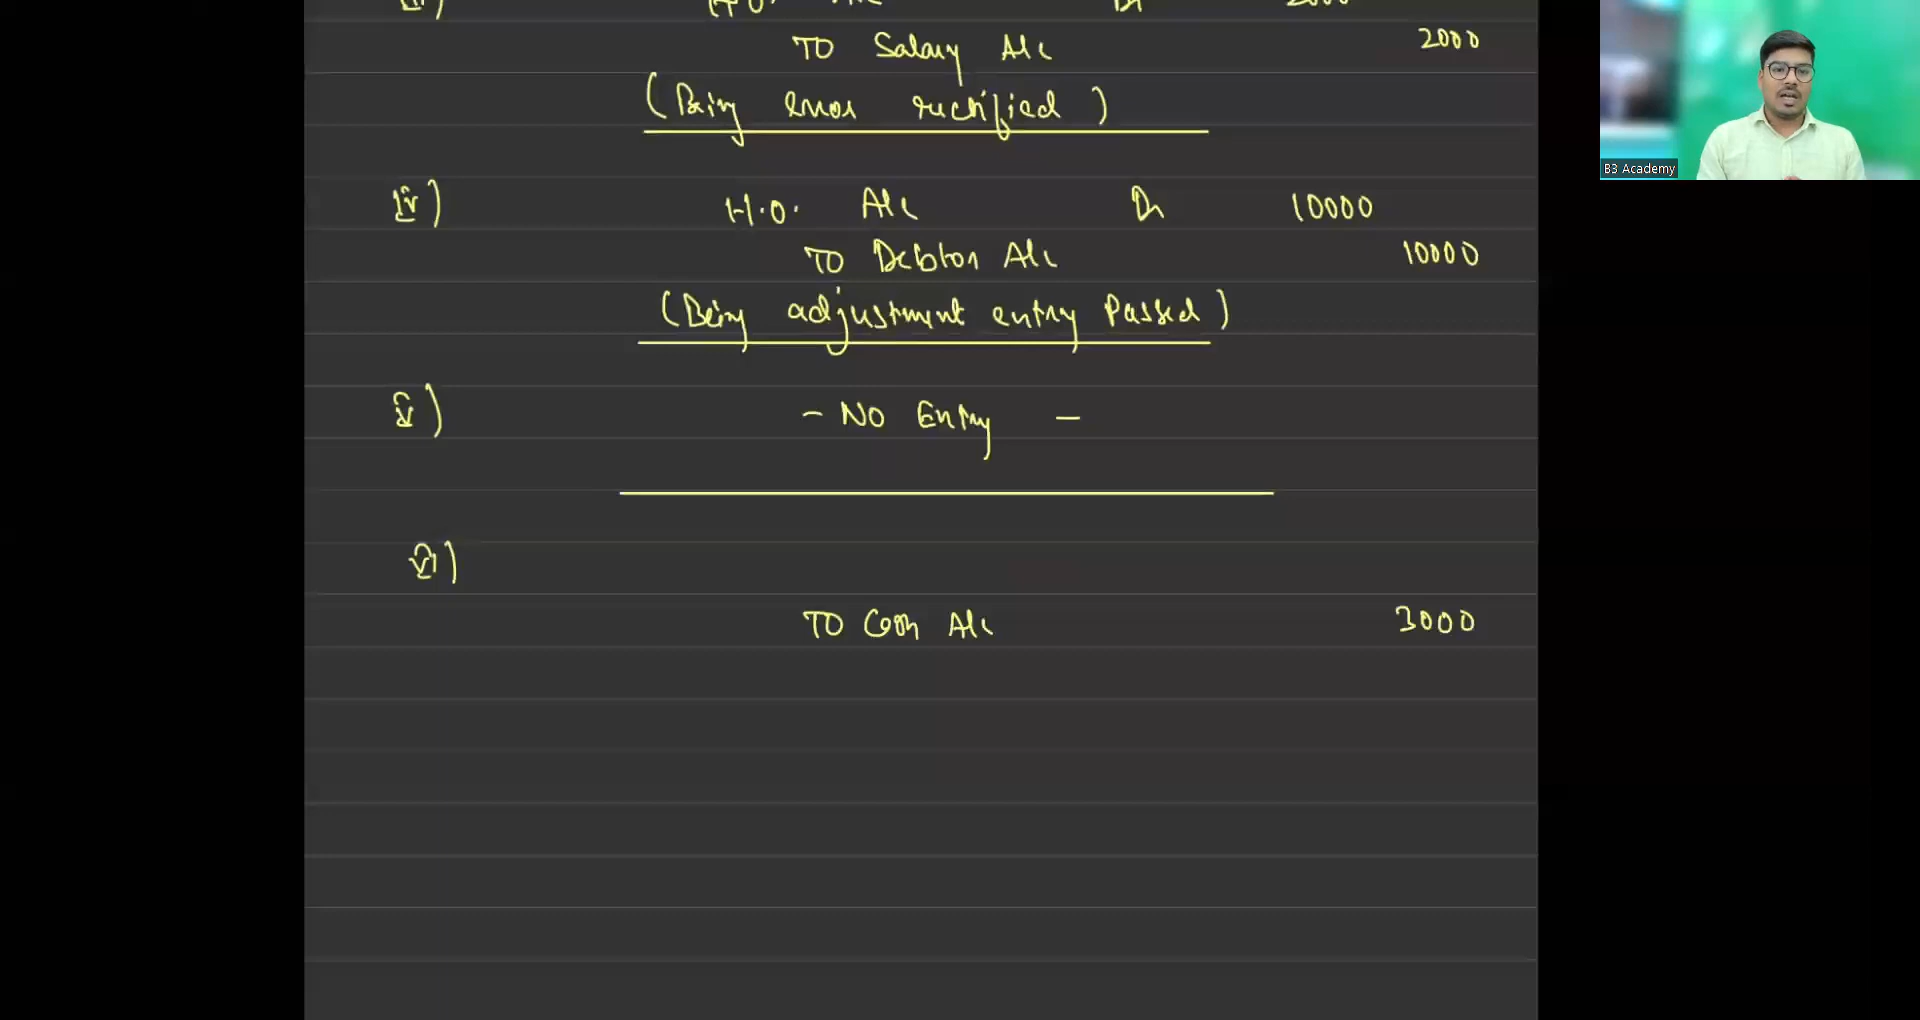 TO Salary A/c 2000
(Being error rectified)
iv) H.O. A/c Dr 10000
TO Debtor A/c 10000
(Being adjustment entry Passed)
v) - No Entry -
vi)
TO Cash A/c 3000
B3 Academy